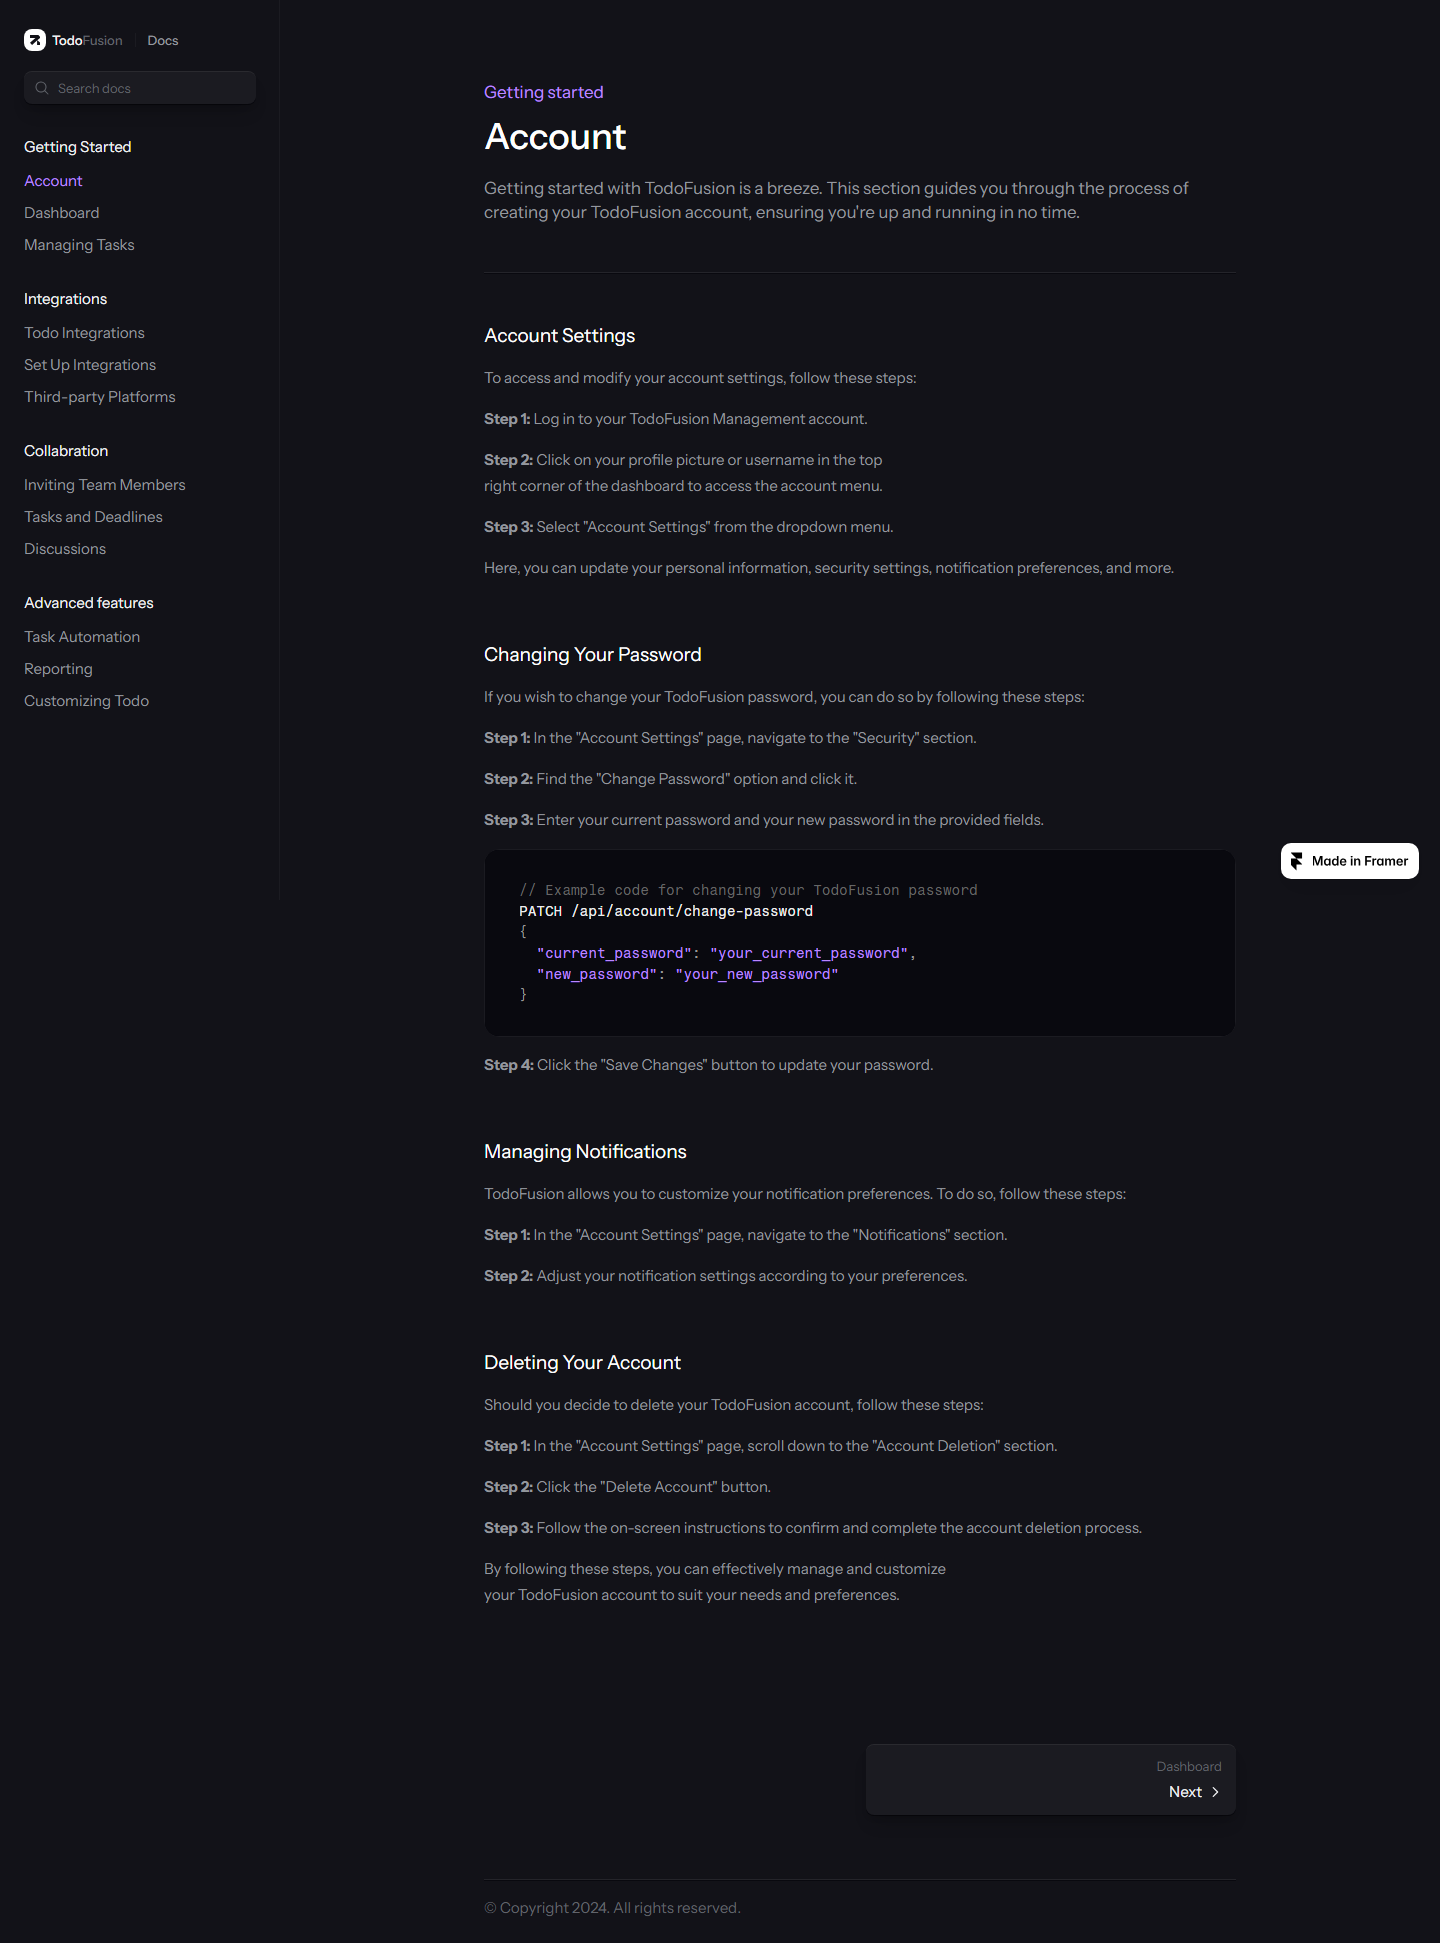 TodoFusion
Docs
Search docs
Getting Started
Account
Dashboard
Managing Tasks
Integrations
Todo Integrations
Set Up Integrations
Third-party Platforms
Collabration
Inviting Team Members
Tasks and Deadlines
Discussions
Advanced features
Task Automation
Reporting
Customizing Todo
Getting started
Account
Getting started with TodoFusion is a breeze. This section guides you through the process of
creating your TodoFusion account, ensuring you're up and running in no time.
Account Settings
To access and modify your account settings, follow these steps:
Step 1: Log in to your TodoFusion Management account.
Step 2: Click on your profile picture or username in the top
right corner of the dashboard to access the account menu.
Step 3: Select "Account Settings" from the dropdown menu.
Here, you can update your personal information, security settings, notification preferences, and more.
Changing Your Password
If you wish to change your TodoFusion password, you can do so by following these steps:
Step 1: In the "Account Settings" page, navigate to the "Security" section.
Step 2: Find the "Change Password" option and click it.
Step 3: Enter your current password and your new password in the provided fields.
// Example code for changing your TodoFusion password
PATCH /api/account/change-password
{
  "current_password": "your_current_password",
  "new_password": "your_new_password"
}
Step 4: Click the "Save Changes" button to update your password.
Managing Notifications
TodoFusion allows you to customize your notification preferences. To do so, follow these steps:
Step 1: In the "Account Settings" page, navigate to the "Notifications" section.
Step 2: Adjust your notification settings according to your preferences.
Deleting Your Account
Should you decide to delete your TodoFusion account, follow these steps:
Step 1: In the "Account Settings" page, scroll down to the "Account Deletion" section.
Step 2: Click the "Delete Account" button.
Step 3: Follow the on-screen instructions to confirm and complete the account deletion process.
By following these steps, you can effectively manage and customize
your TodoFusion account to suit your needs and preferences.
Dashboard
Next
© Copyright 2024. All rights reserved.
Made in Framer